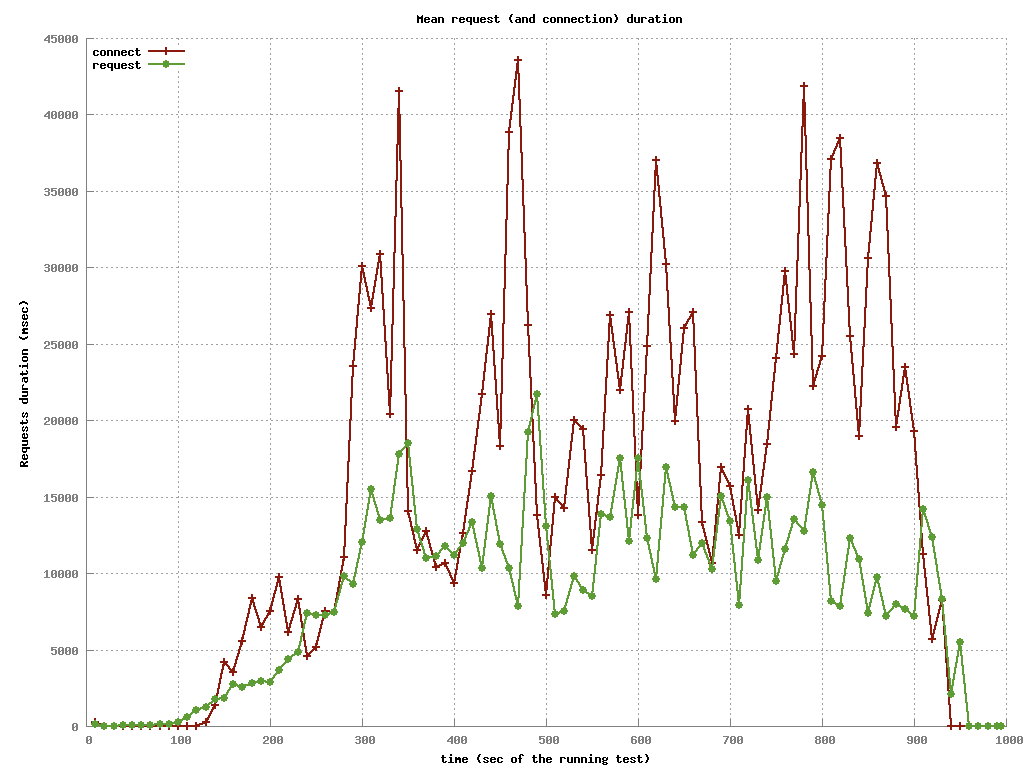 Mean request (and connection) duration
connect
request
45000
40000
35000
30000
25000
20000
15000
10000
5000
0
Requests duration (msec)
0 100 200 300 400 500 600 700 800 900 1000
time (sec of the running test)